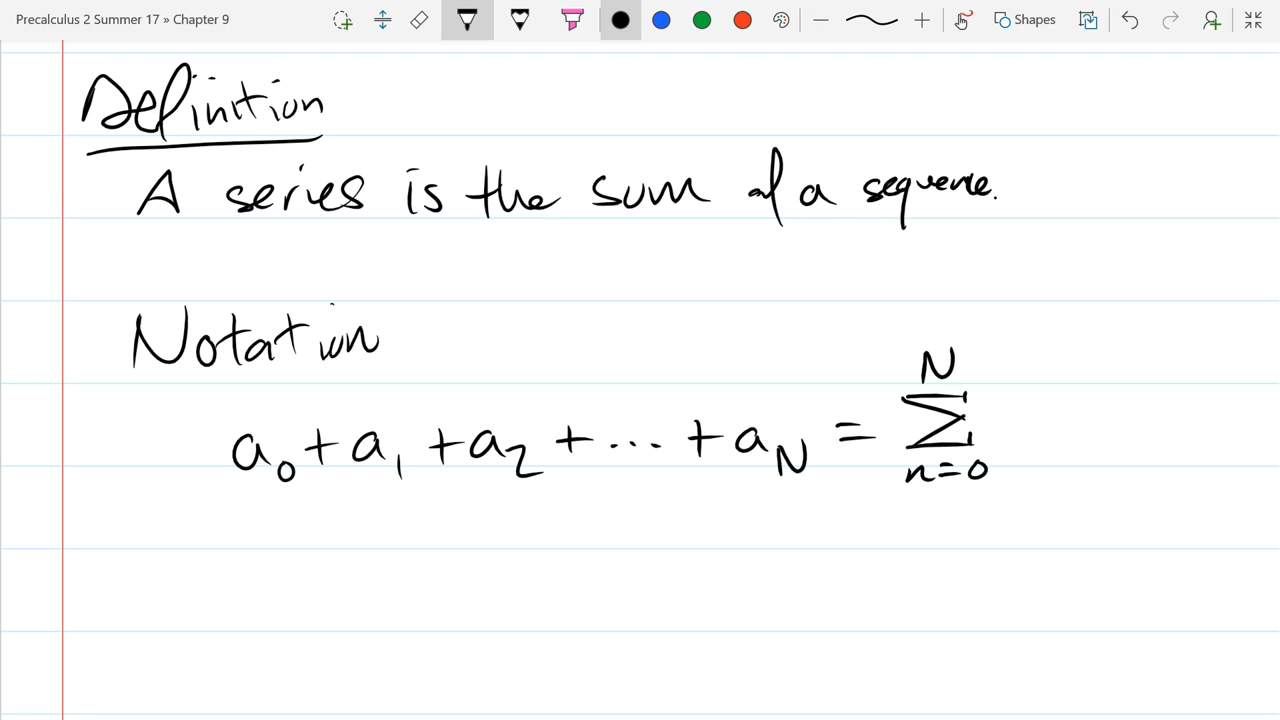 Precalculus 2 Summer 17 » Chapter 9
Shapes
Definition
A series is the sum of a sequence.
Notation
a₀ + a₁ + a₂ + ... + a_N = ∑_{n=0}^{N}